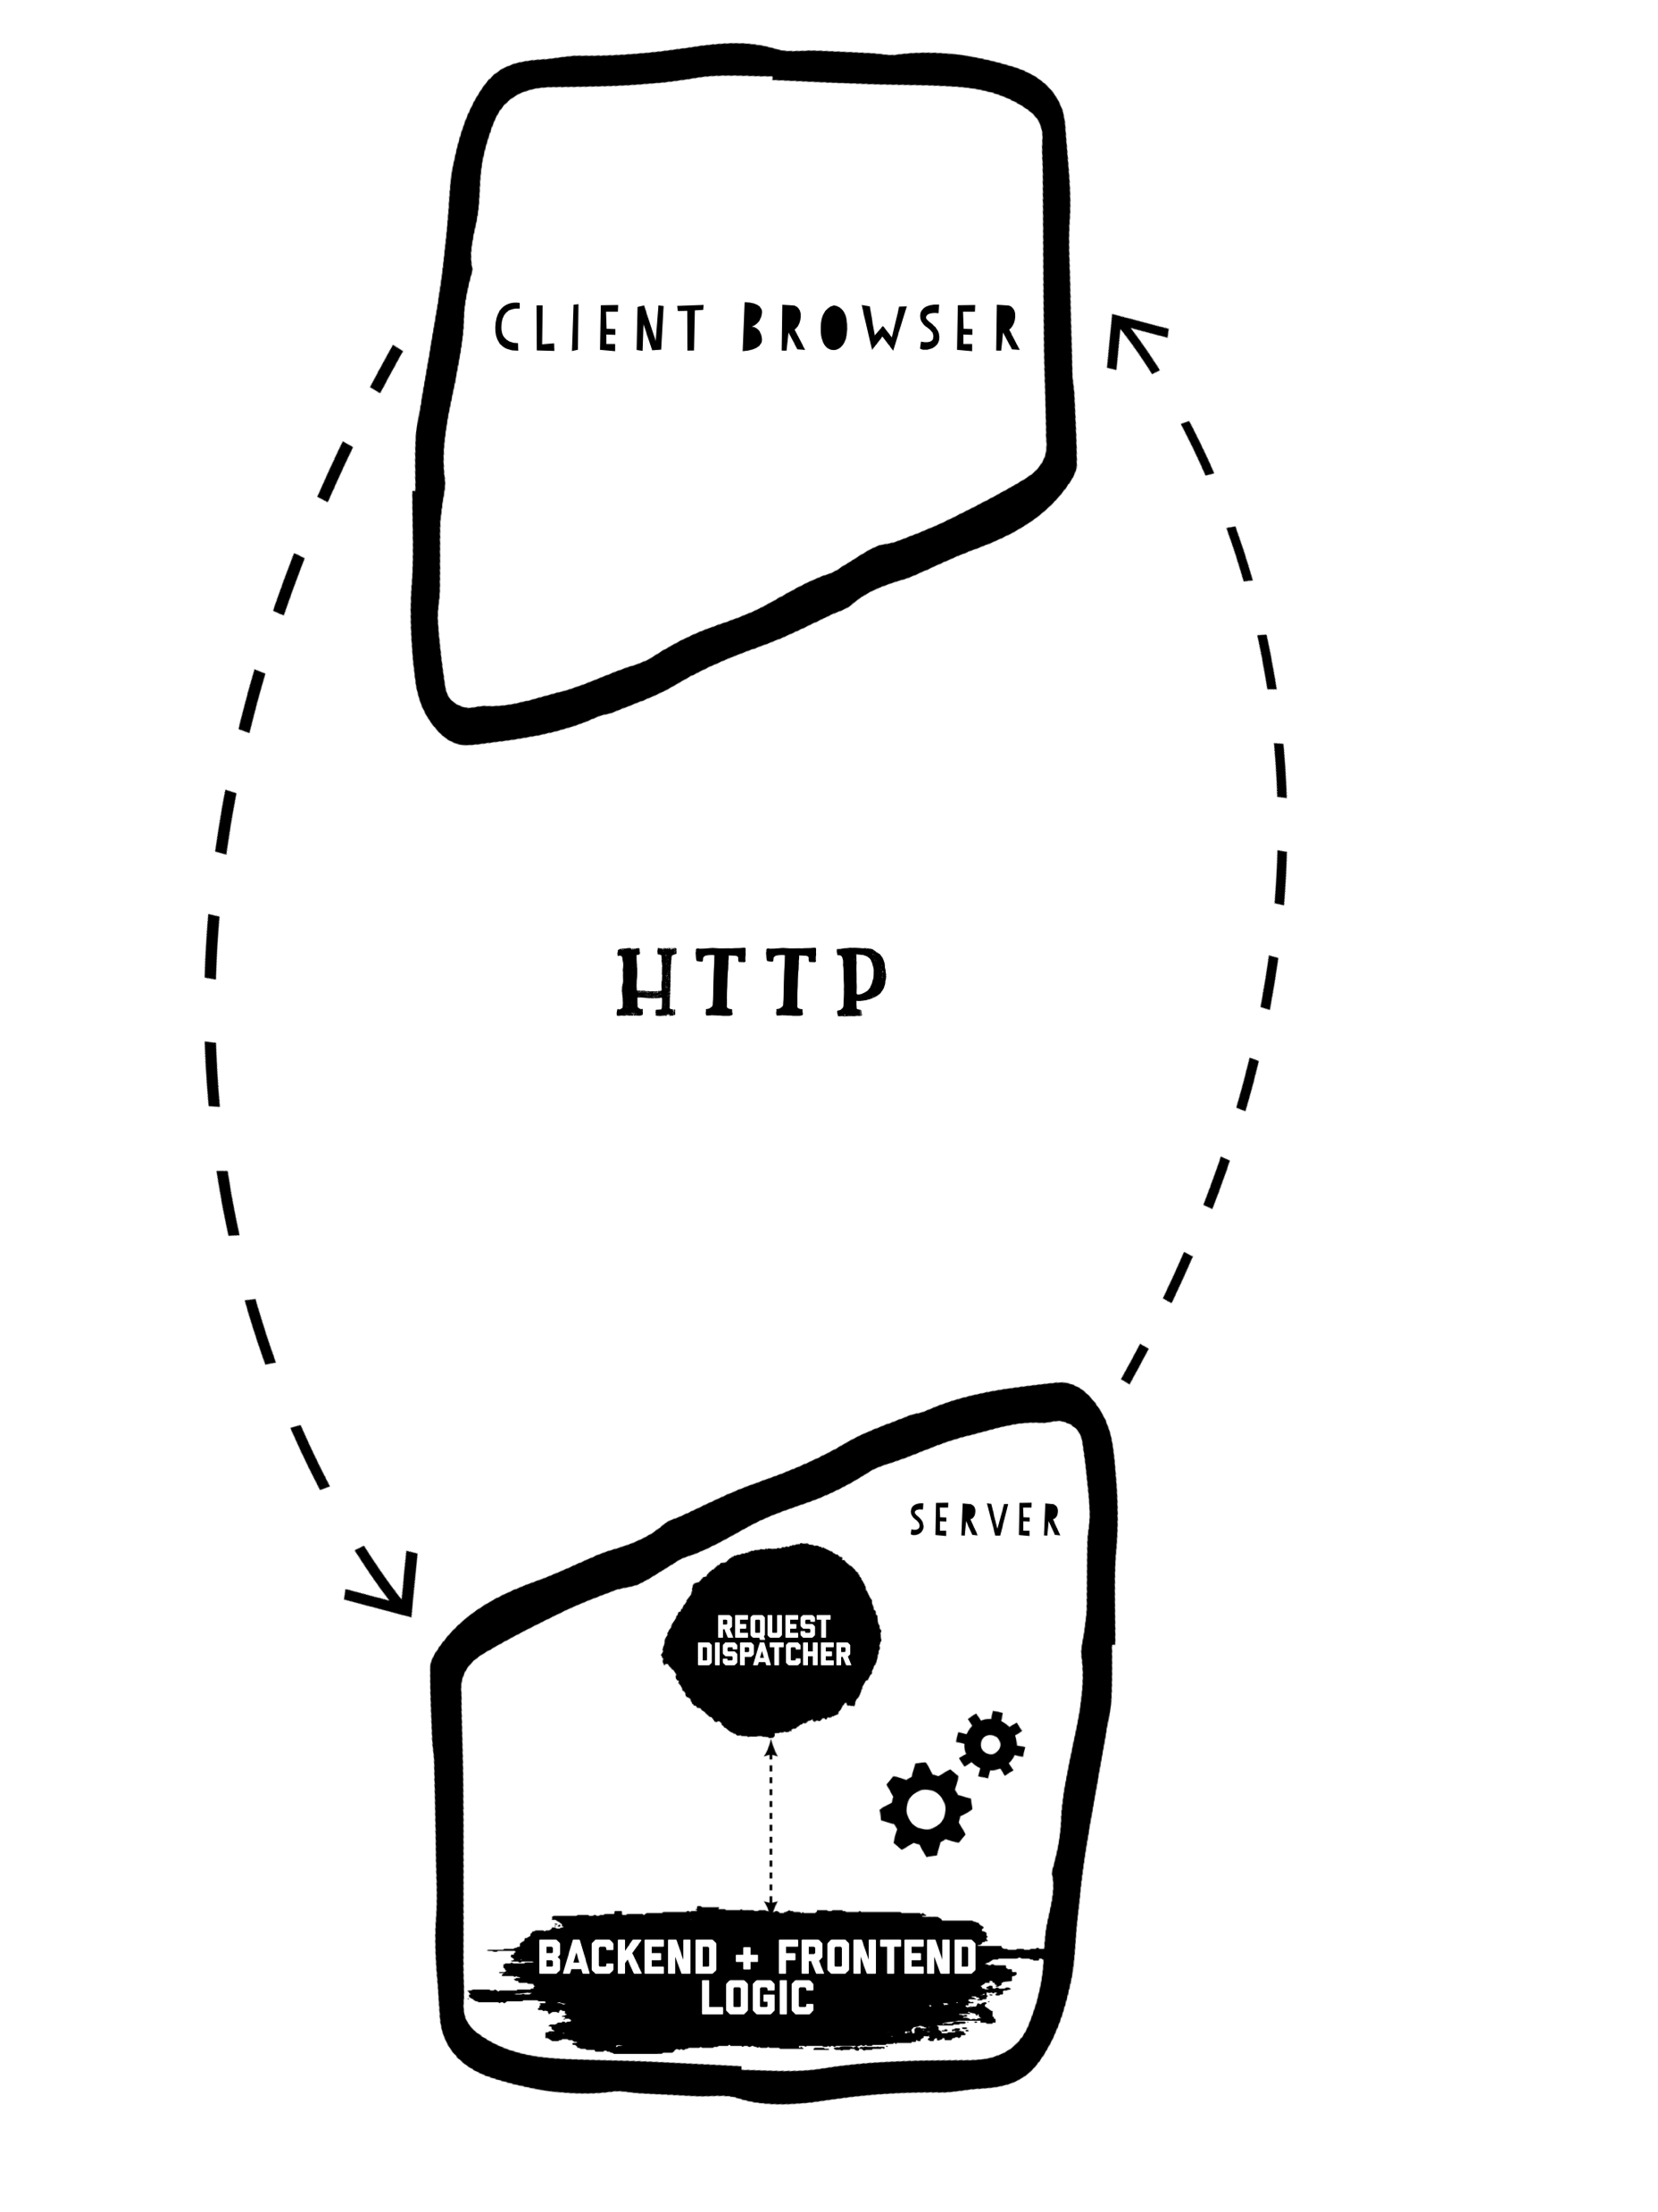 CLIENT BROWSER
HTTP
SERVER
REQUEST
DISPATCHER
BACKEND + FRONTEND
LOGIC